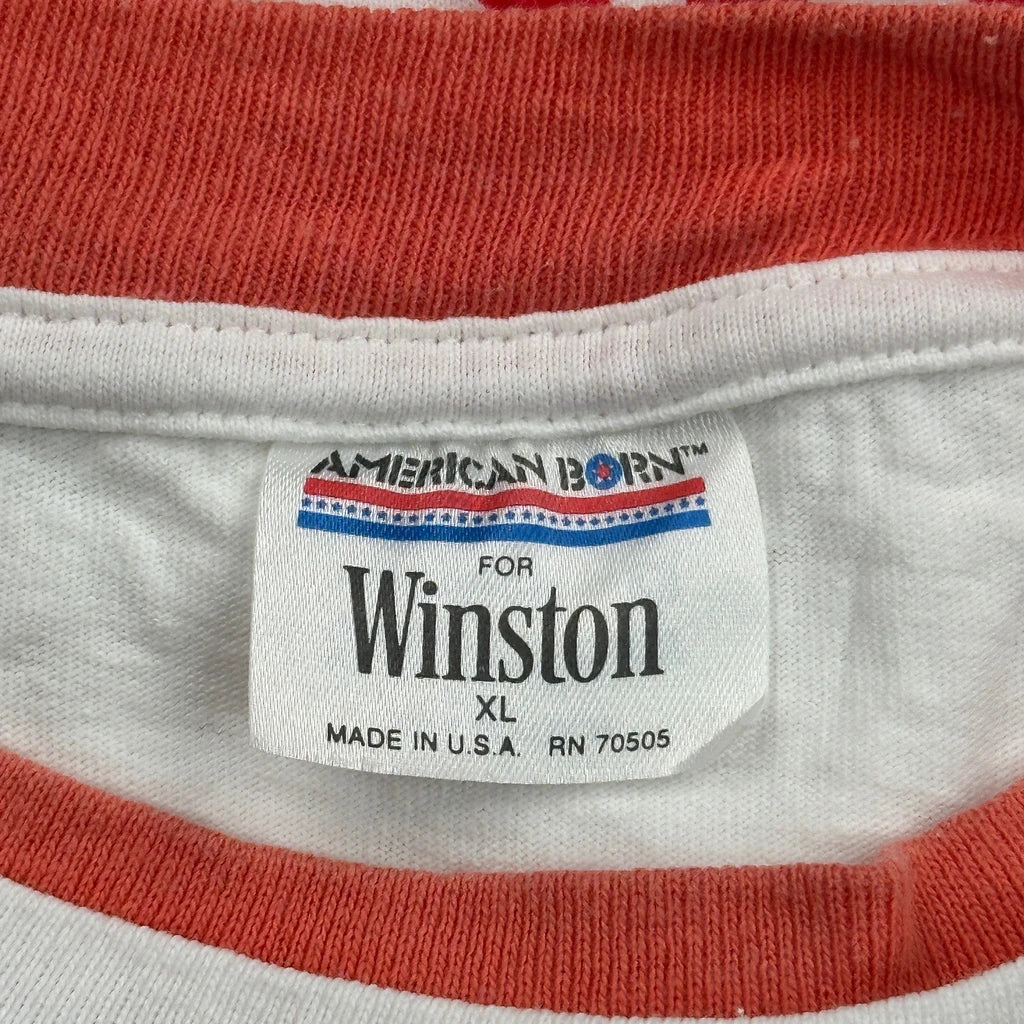 AMERICAN BORN™
FOR
Winston
XL
MADE IN U.S.A. RN 70505